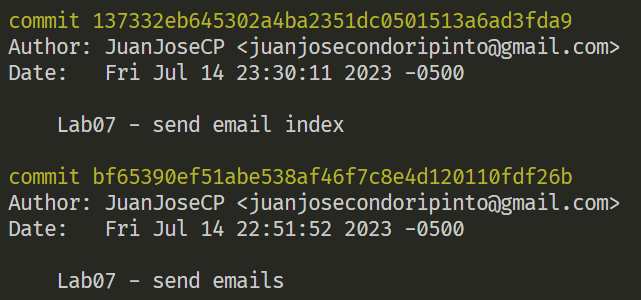 commit 137332eb645302a4ba2351dc0501513a6ad3fda9
Author: JuanJoseCP <juanjosecondoripinto@gmail.com>
Date:   Fri Jul 14 23:30:11 2023 -0500
    Lab07 - send email index
commit bf65390ef51abe538af46f7c8e4d120110fdf26b
Author: JuanJoseCP <juanjosecondoripinto@gmail.com>
Date:   Fri Jul 14 22:51:52 2023 -0500
    Lab07 - send emails